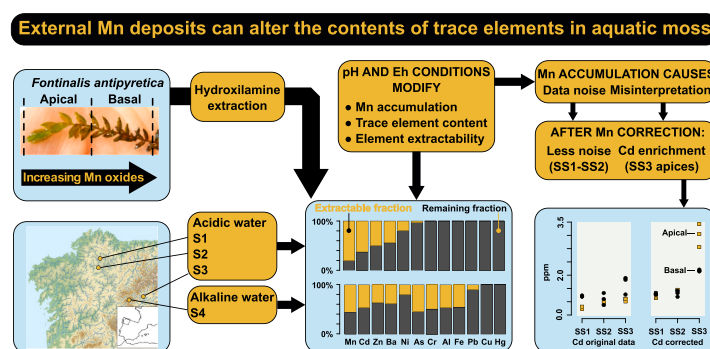 External Mn deposits can alter the contents of trace elements in aquatic moss
Fontinalis antipyretica
Apical Basal
Increasing Mn oxides
Hydroxilamine
extraction
pH AND Eh CONDITIONS
MODIFY
● Mn accumulation
● Trace element content
● Element extractability
Mn ACCUMULATION CAUSES
Data noise Misinterpretation
AFTER Mn CORRECTION:
Less noise Cd enrichment
(SS1-SS2) (SS3 apices)
Acidic water
S1
S2
S3
Alkaline water
S4
Extractable fraction Remaining fraction
100%
0%
100%
0%
Mn Cd Zn Ba Ni As Cr Al Fe Pb Cu Hg
ppm
3.5
2.0
0.0
Apical
Basal
SS1 SS2 SS3 SS1 SS2 SS3
Cd original data Cd corrected